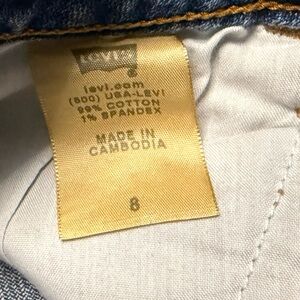 LEVI'S
levi.com
(800) USA-LEVI
99% COTTON
1% SPANDEX
MADE IN
CAMBODIA
8